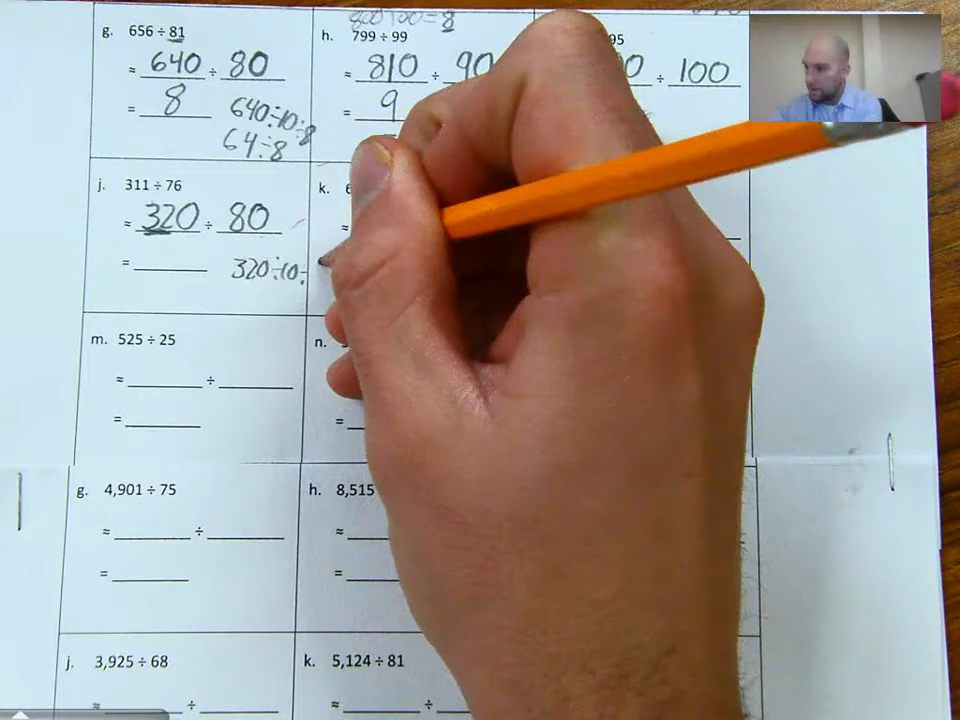 800÷100=8
g. 656 ÷ 81
≈ 640 ÷ 80
= 8
640÷10÷8
64÷8
h. 799 ÷ 99
≈ 810 ÷ 90
= 9
95
0 ÷ 100
j. 311 ÷ 76
≈ 320 ÷ 80
= 320÷10÷
k. 6
≈
m. 525 ÷ 25
≈ ÷
=
n.
=
g. 4,901 ÷ 75
≈ ÷
=
h. 8,515
≈
=
j. 3,925 ÷ 68
≈ ÷
k. 5,124 ÷ 81
≈ ÷